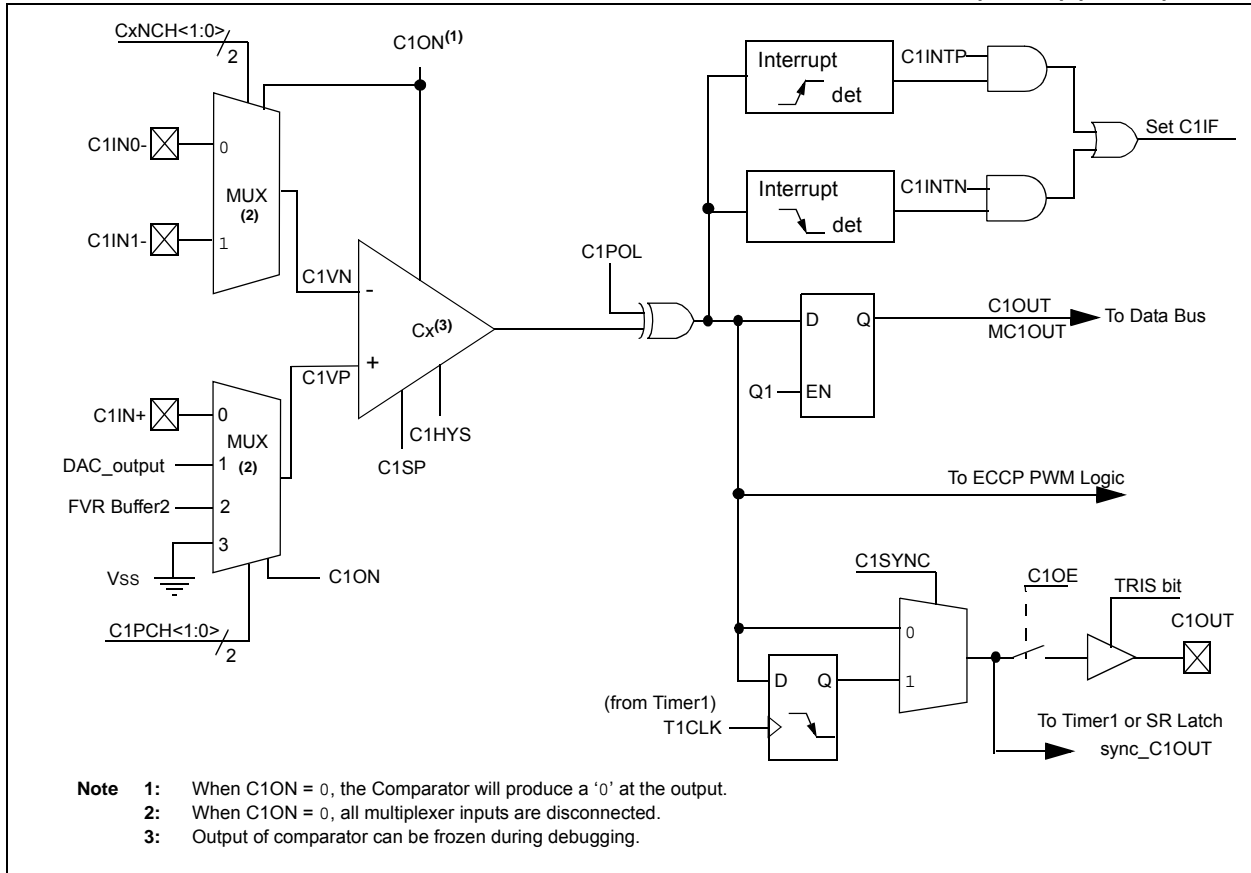 CxNCH<1:0>
2
C1ON(1)
C1IN0-
0
MUX
(2)
C1IN1-
1
C1VN
-
Cx(3)
+
C1VP
C1IN+
0
MUX
(2)
DAC_output
1
FVR Buffer2
2
3
Vss
C1ON
C1PCH<1:0>
2
C1HYS
C1SP
C1POL
Interrupt
det
C1INTP
Set C1IF
Interrupt
det
C1INTN
D
Q
C1OUT
MC1OUT
To Data Bus
Q1
EN
To ECCP PWM Logic
C1SYNC
C1OE
TRIS bit
C1OUT
0
1
D
Q
(from Timer1)
T1CLK
To Timer1 or SR Latch
sync_C1OUT
Note 1: When C1ON = 0, the Comparator will produce a ‘0’ at the output.
2: When C1ON = 0, all multiplexer inputs are disconnected.
3: Output of comparator can be frozen during debugging.